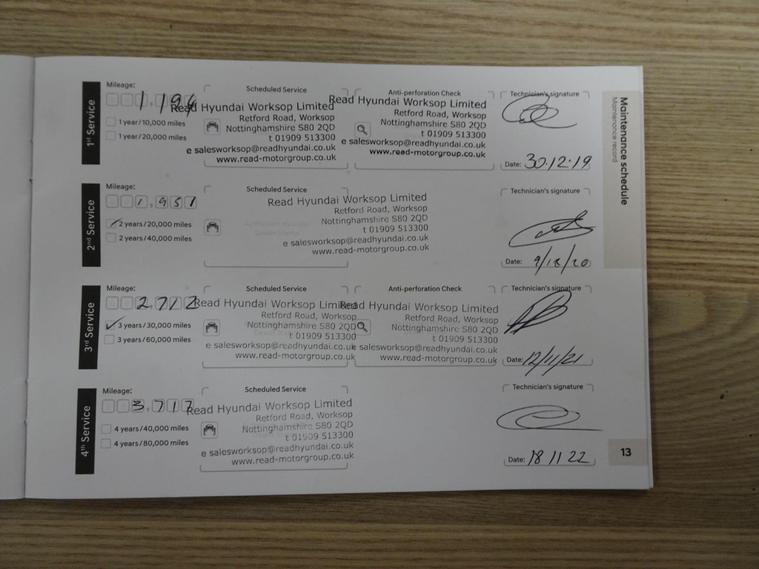 Mileage:
1,194
1st Service
1 year/10,000 miles
1 year/20,000 miles
Scheduled Service
Read Hyundai Worksop Limited
Retford Road, Worksop
Nottinghamshire S80 2QD
t 01909 513300
e salesworksop@readhyundai.co.uk
www.read-motorgroup.co.uk
Anti-perforation Check
Read Hyundai Worksop Limited
Retford Road, Worksop
Nottinghamshire S80 2QD
t 01909 513300
e salesworksop@readhyundai.co.uk
www.read-motorgroup.co.uk
Technician's signature
Date: 30.12.19
Mileage:
1,951
2nd Service
2 years/20,000 miles
2 years/40,000 miles
Scheduled Service
Read Hyundai Worksop Limited
Retford Road, Worksop
Nottinghamshire S80 2QD
t 01909 513300
e salesworksop@readhyundai.co.uk
www.read-motorgroup.co.uk
Technician's signature
Date:
Mileage:
2,712
3rd Service
3 years/30,000 miles
3 years/60,000 miles
Scheduled Service
Read Hyundai Worksop Limited
Retford Road, Worksop
Nottinghamshire S80 2QD
t 01909 513300
e salesworksop@readhyundai.co.uk
www.read-motorgroup.co.uk
Anti-perforation Check
Read Hyundai Worksop Limited
Retford Road, Worksop
Nottinghamshire S80 2QD
t 01909 513300
e salesworksop@readhyundai.co.uk
www.read-motorgroup.co.uk
Technician's signature
Date: 12/11/21
Mileage:
3,717
4th Service
4 years/40,000 miles
4 years/80,000 miles
Scheduled Service
Read Hyundai Worksop Limited
Retford Road, Worksop
Nottinghamshire S80 2QD
t 01909 513300
e salesworksop@readhyundai.co.uk
www.read-motorgroup.co.uk
Technician's signature
Date: 18 11 22
Maintenance schedule
Maintenance record
13